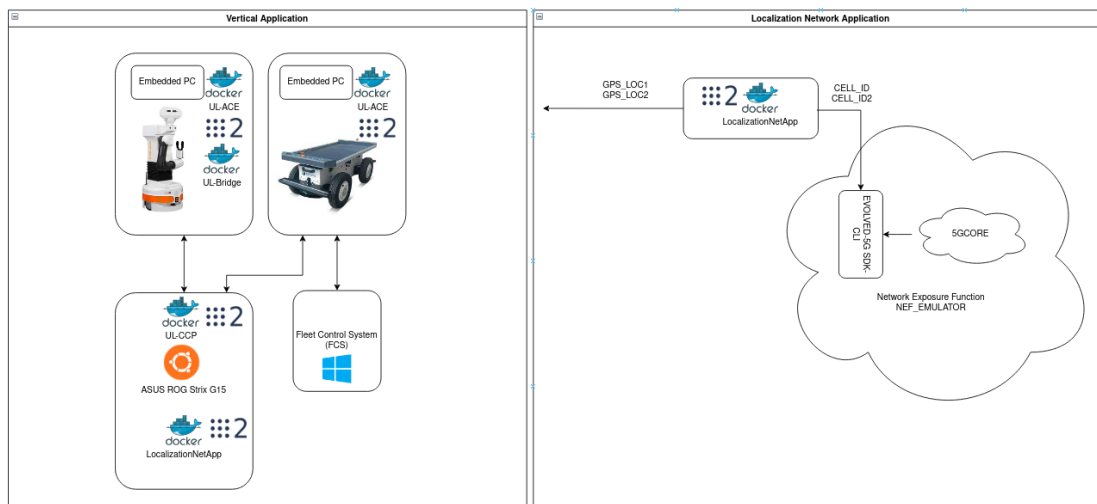 Vertical Application
Embedded PC
docker
UL-ACE
2
docker
UL-Bridge
Embedded PC
docker
UL-ACE
2
docker
2
UL-CCP
ASUS ROG Strix G15
docker
2
LocalizationNetApp
Fleet Control System
(FCS)
Localization Network Application
GPS_LOC1
GPS_LOC2
2
docker
LocalizationNetApp
CELL_ID
CELL_ID2
EVOLVED-5G SDK-
CLI
5GCORE
Network Exposure Function
NEF_EMULATOR